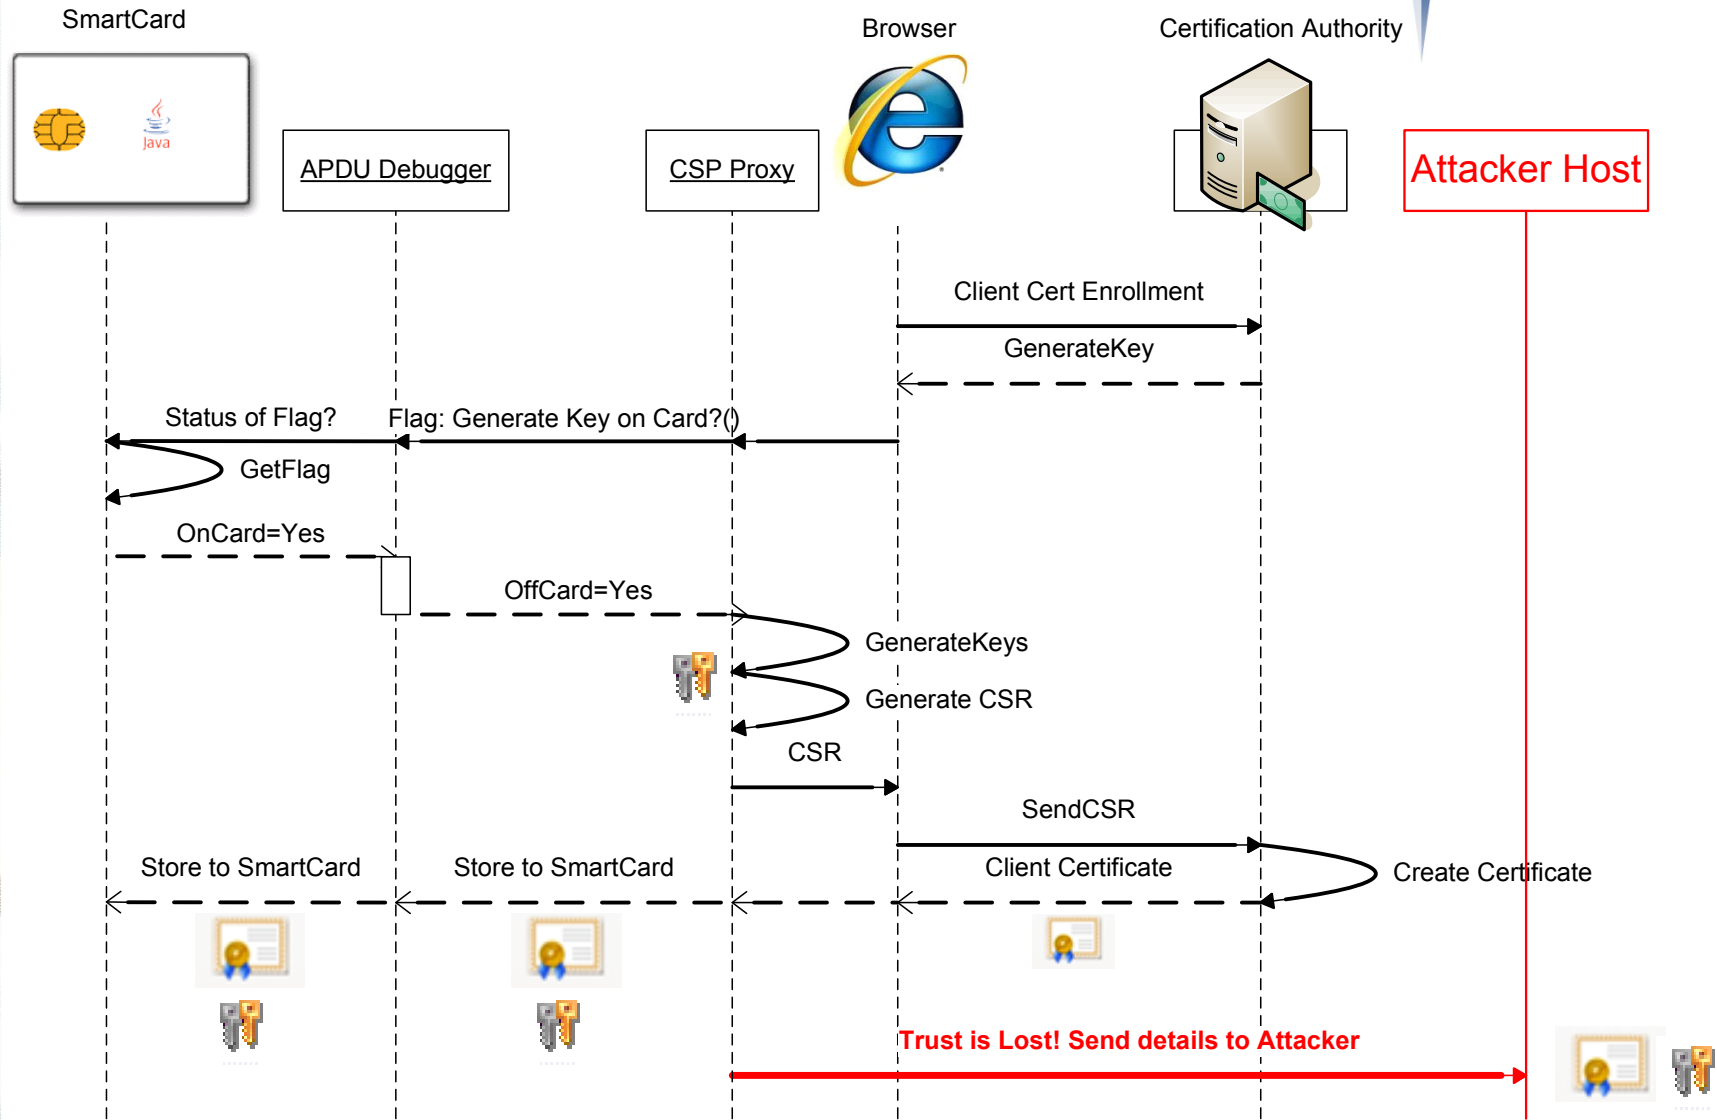 SmartCard
Browser
Certification Authority
Java
APDU Debugger
CSP Proxy
Attacker Host
Client Cert Enrollment
GenerateKey
Status of Flag?
Flag: Generate Key on Card?()
GetFlag
OnCard=Yes
OffCard=Yes
GenerateKeys
Generate CSR
CSR
SendCSR
Store to SmartCard
Store to SmartCard
Client Certificate
Create Certificate
Trust is Lost! Send details to Attacker